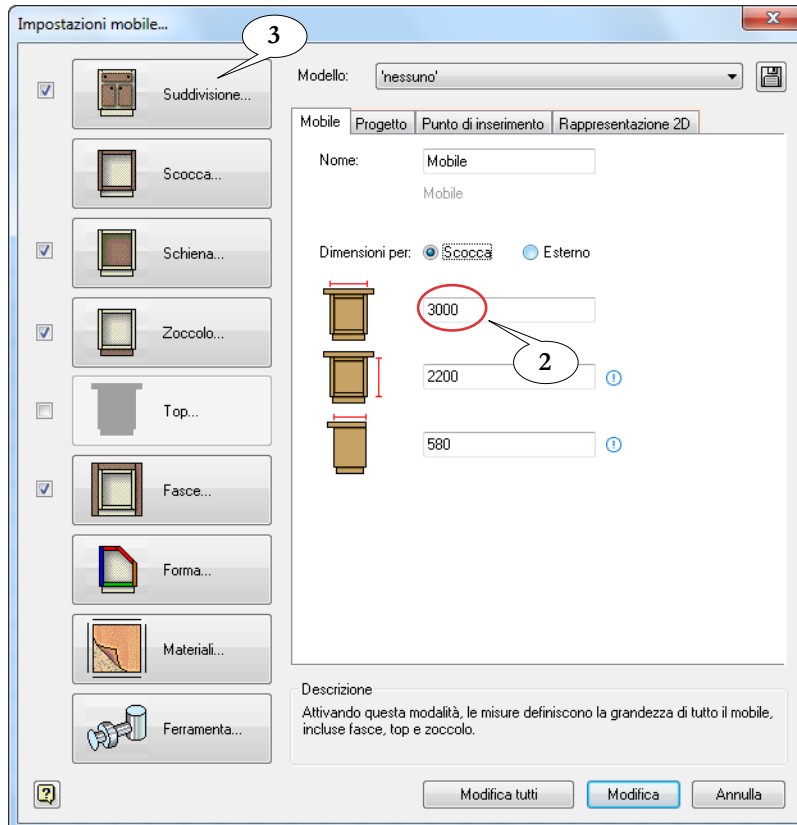 Impostazioni mobile...
3
Suddivisione...
Scocca...
Schiena...
Zoccolo...
Top...
Fasce...
Forma...
Materiali...
Ferramenta...
Modello: 'nessuno'
Mobile Progetto Punto di inserimento Rappresentazione 2D
Nome: Mobile
Mobile
Dimensioni per: Scocca Esterno
3000
2
2200
580
Descrizione
Attivando questa modalità, le misure definiscono la grandezza di tutto il mobile,
incluse fasce, top e zoccolo.
Modifica tutti Modifica Annulla